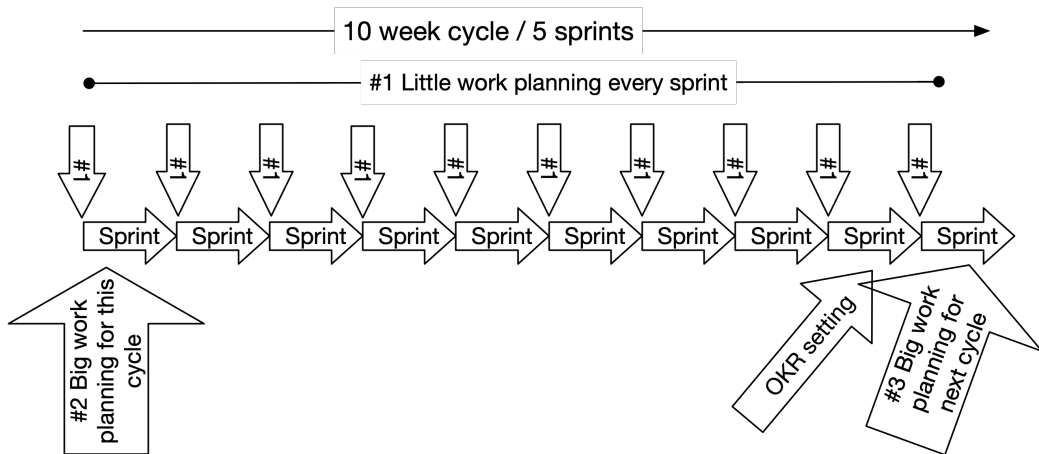 10 week cycle / 5 sprints
#1 Little work planning every sprint
#1
#1
#1
#1
#1
#1
#1
#1
#1
#1
Sprint
Sprint
Sprint
Sprint
Sprint
Sprint
Sprint
Sprint
Sprint
Sprint
#2 Big work
planning for this
cycle
OKR setting
#3 Big work
planning for
next cycle